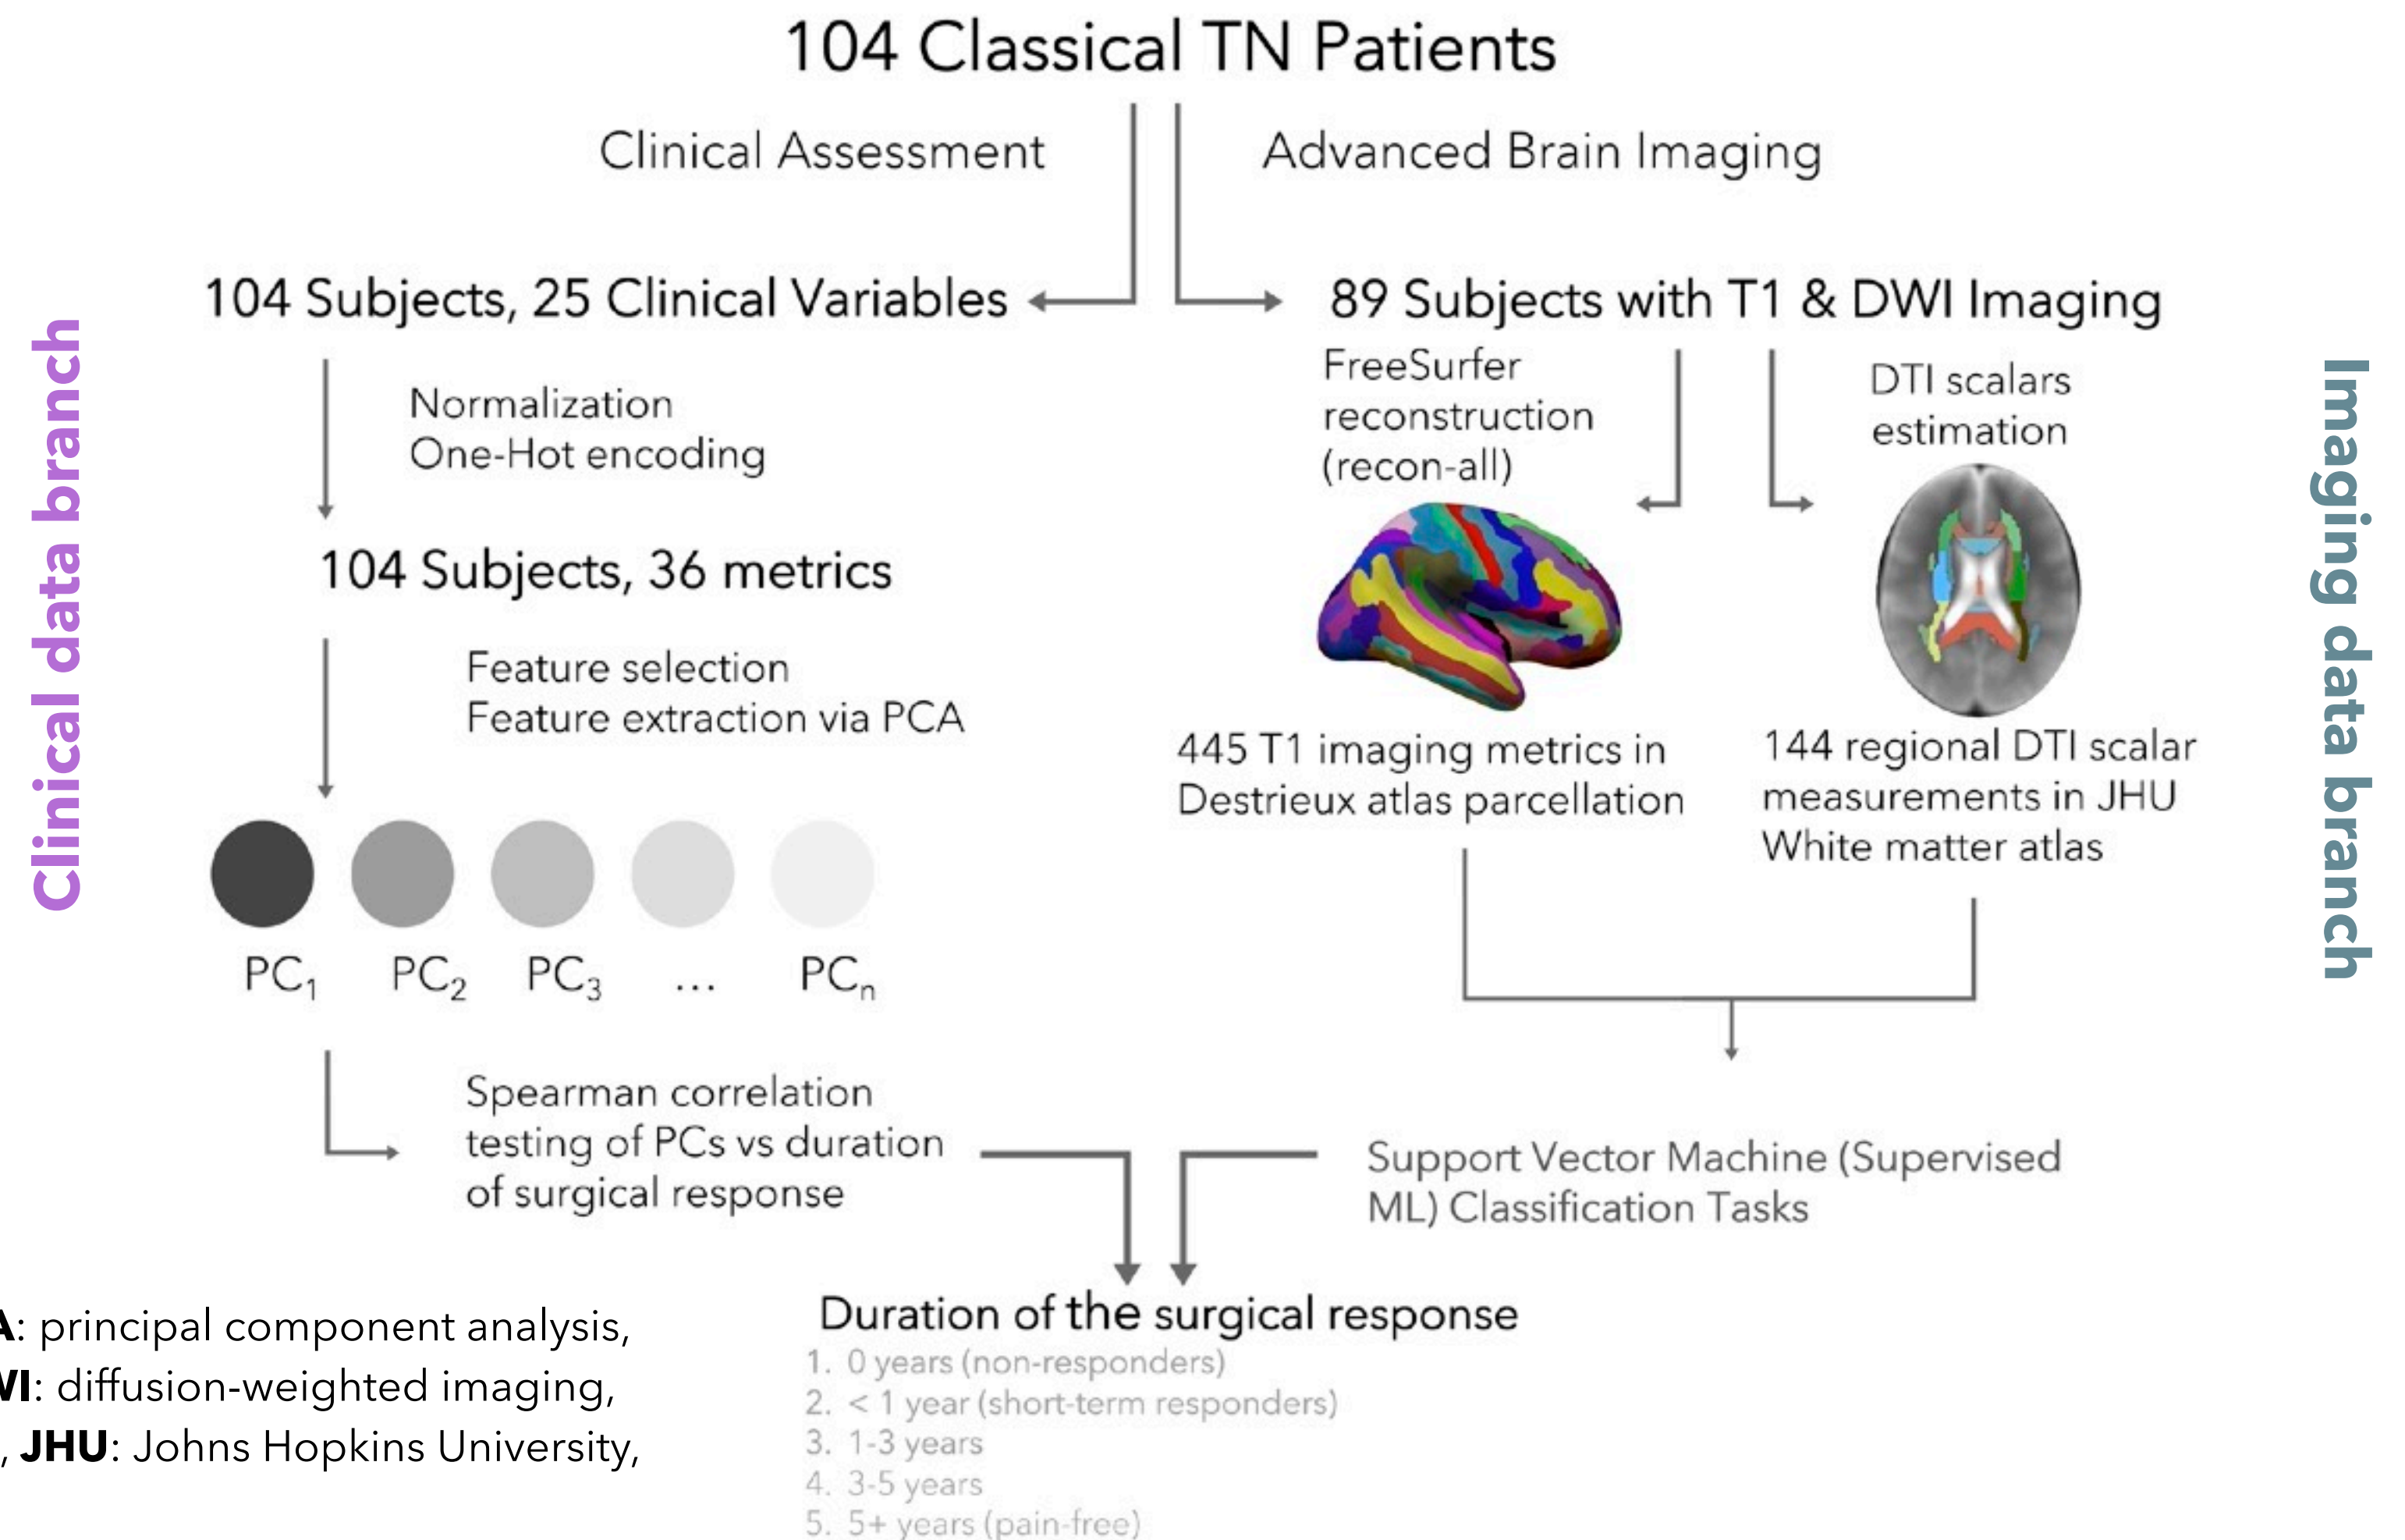 104 Classical TN Patients
Clinical Assessment
Advanced Brain Imaging
104 Subjects, 25 Clinical Variables
89 Subjects with T1 & DWI Imaging
Clinical data branch
Normalization
One-Hot encoding
104 Subjects, 36 metrics
Feature selection
Feature extraction via PCA
PC1 PC2 PC3 ... PCn
Spearman correlation
testing of PCs vs duration
of surgical response
FreeSurfer
reconstruction
(recon-all)
DTI scalars
estimation
445 T1 imaging metrics in
Destrieux atlas parcellation
144 regional DTI scalar
measurements in JHU
White matter atlas
Imaging data branch
Support Vector Machine (Supervised
ML) Classification Tasks
Duration of the surgical response
1. 0 years (non-responders)
2. < 1 year (short-term responders)
3. 1-3 years
4. 3-5 years
5. 5+ years (pain-free)
: principal component analysis,
: diffusion-weighted imaging,
, JHU: Johns Hopkins University,